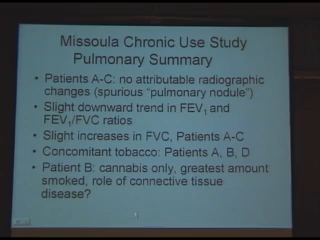 Missoula Chronic Use Study
Pulmonary Summary
• Patients A-C: no attributable radiographic
changes (spurious "pulmonary nodule")
• Slight downward trend in FEV1 and
FEV1/FVC ratios
• Slight increases in FVC, Patients A-C
• Concomitant tobacco: Patients A, B, D
• Patient B: cannabis only, greatest amount
smoked, role of connective tissue
disease?